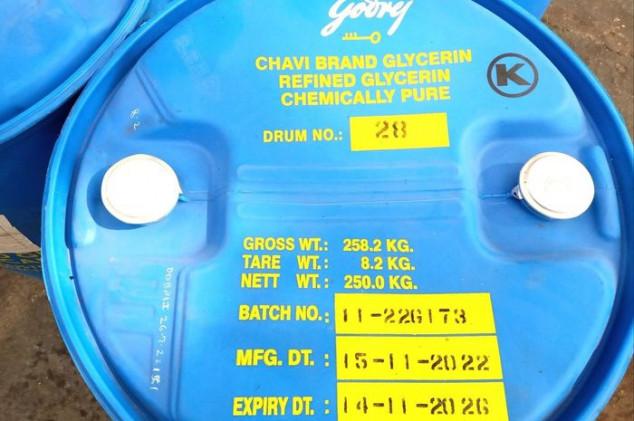 Godrej
CHAVI BRAND GLYCERIN
REFINED GLYCERIN
CHEMICALLY PURE
K
DRUM NO.: 28
GROSS WT.: 258.2 KG.
TARE WT.: 8.2 KG.
NETT WT.: 250.0 KG.
BATCH NO.: 11-22G173
MFG. DT. : 15-11-2022
EXPIRY DT. : 14-11-2026